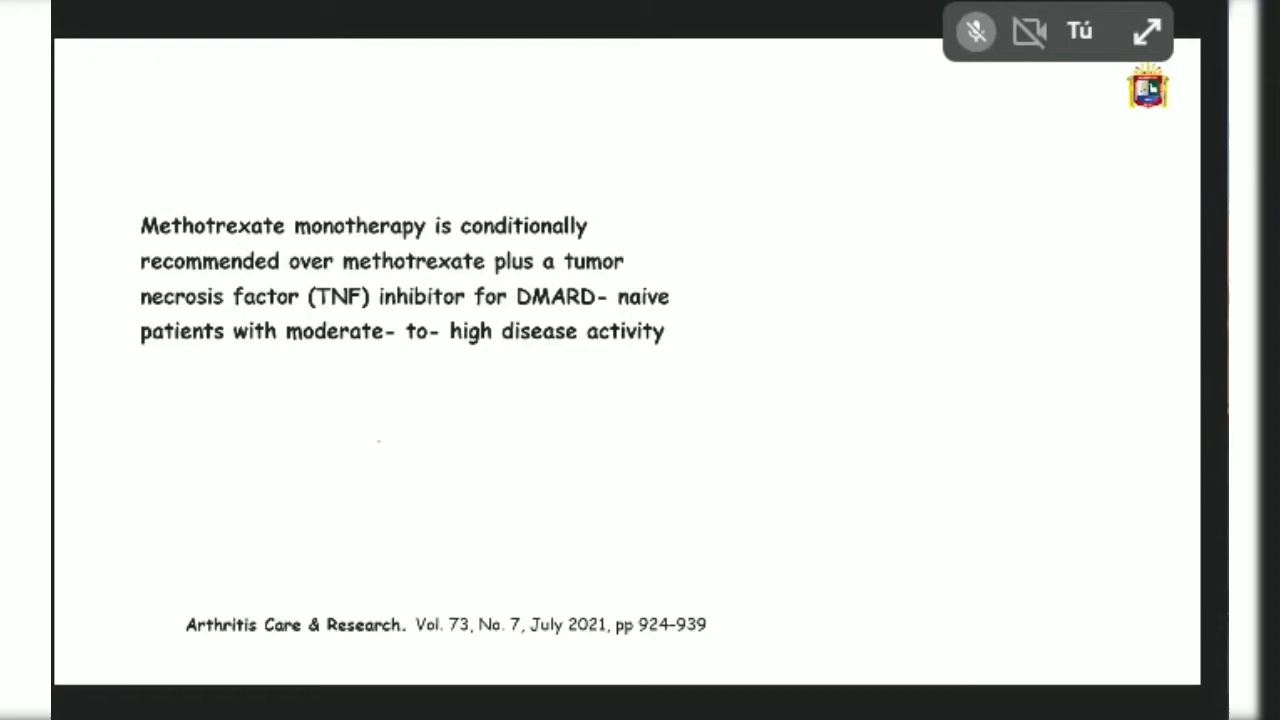 Tú
Methotrexate monotherapy is conditionally
recommended over methotrexate plus a tumor
necrosis factor (TNF) inhibitor for DMARD- naive
patients with moderate- to- high disease activity
Arthritis Care & Research. Vol. 73, No. 7, July 2021, pp 924–939